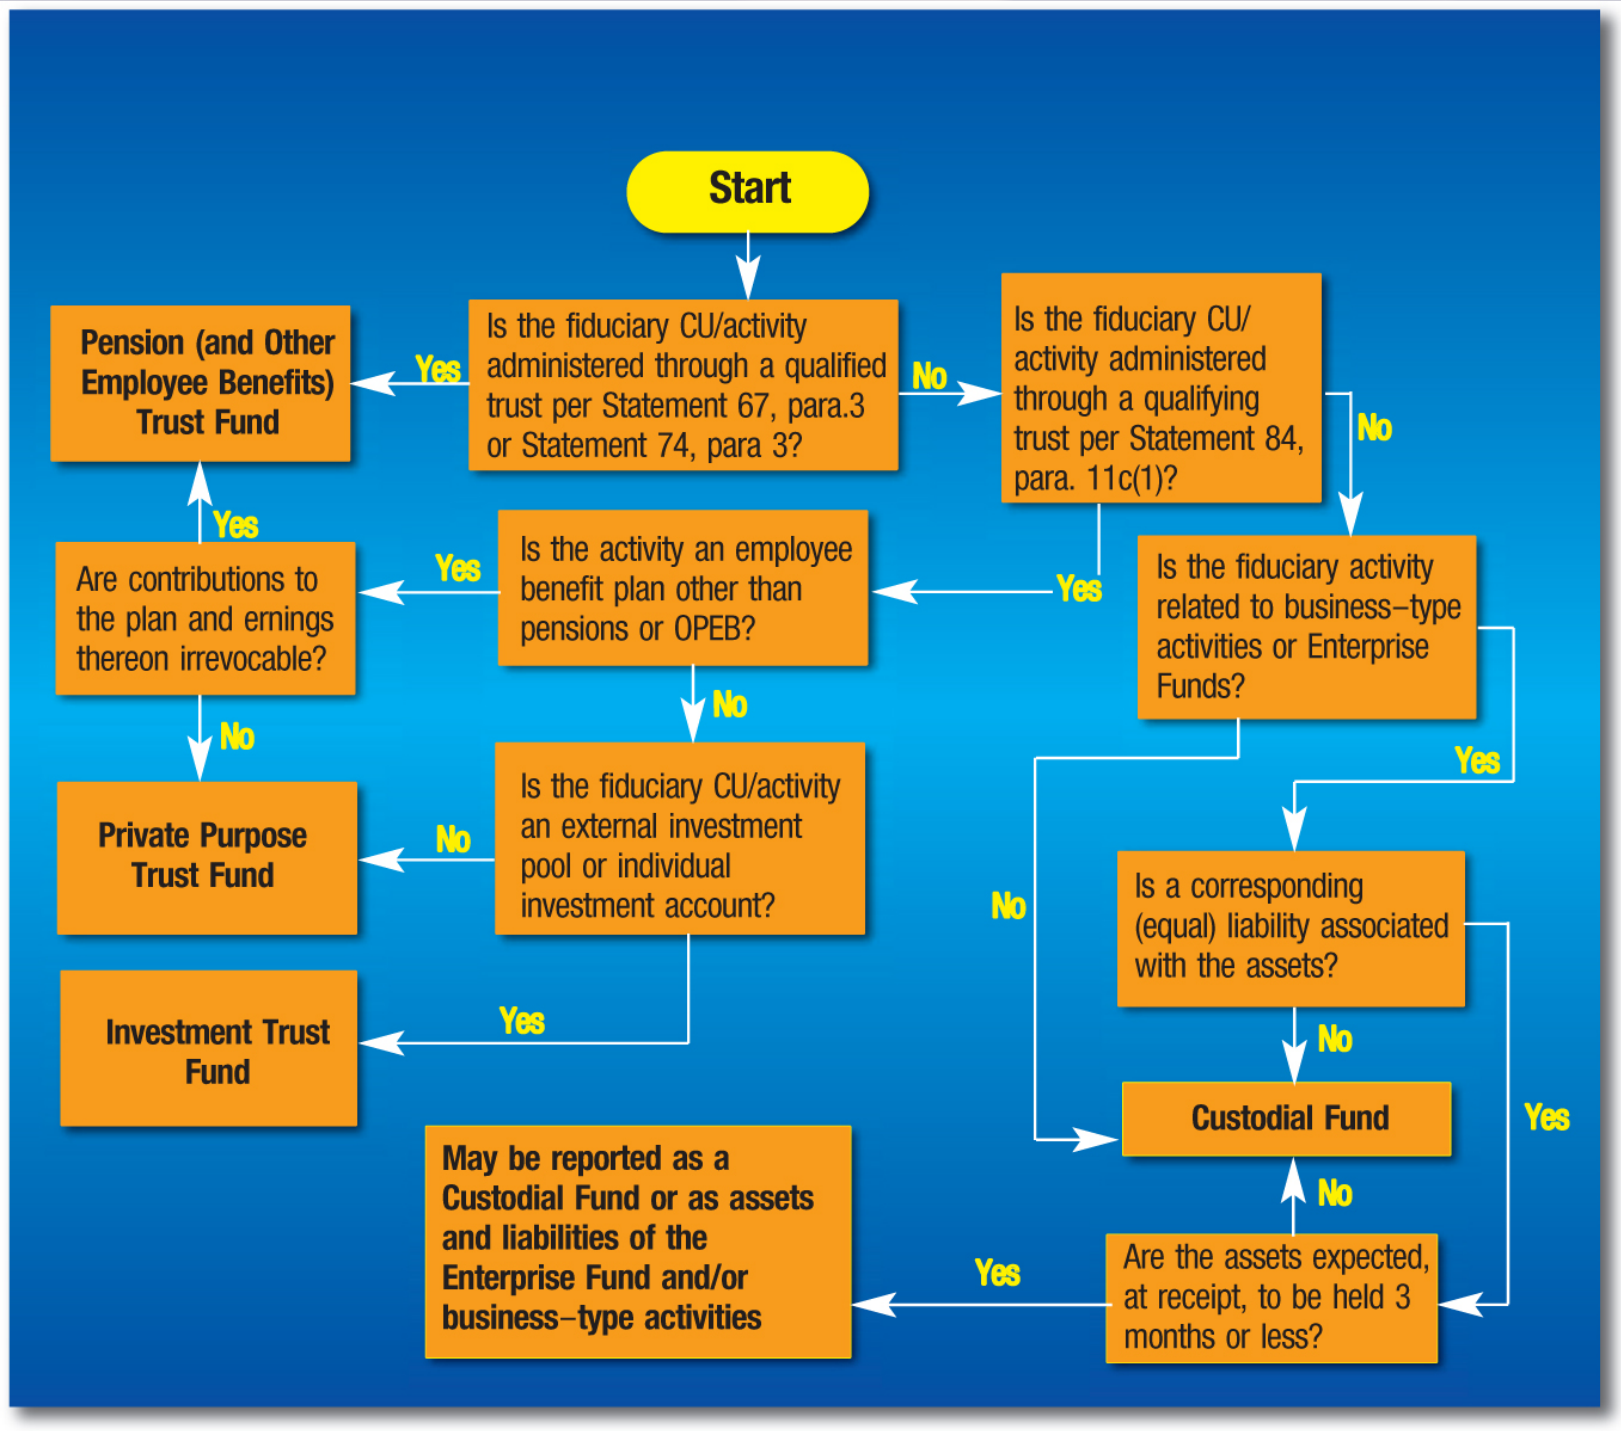 Start
Pension (and Other
Employee Benefits)
Trust Fund
Yes
Is the fiduciary CU/activity
administered through a qualified
trust per Statement 67, para.3
or Statement 74, para 3?
No
Is the fiduciary CU/
activity administered
through a qualifying
trust per Statement 84,
para. 11c(1)?
No
Yes
Are contributions to
the plan and ernings
thereon irrevocable?
Yes
Is the activity an employee
benefit plan other than
pensions or OPEB?
Yes
Is the fiduciary activity
related to business–type
activities or Enterprise
Funds?
No
No
Yes
Private Purpose
Trust Fund
No
Is the fiduciary CU/activity
an external investment
pool or individual
investment account?
No
Is a corresponding
(equal) liability associated
with the assets?
Investment Trust
Fund
Yes
No
Custodial Fund
Yes
May be reported as a
Custodial Fund or as assets
and liabilities of the
Enterprise Fund and/or
business–type activities
Yes
No
Are the assets expected,
at receipt, to be held 3
months or less?